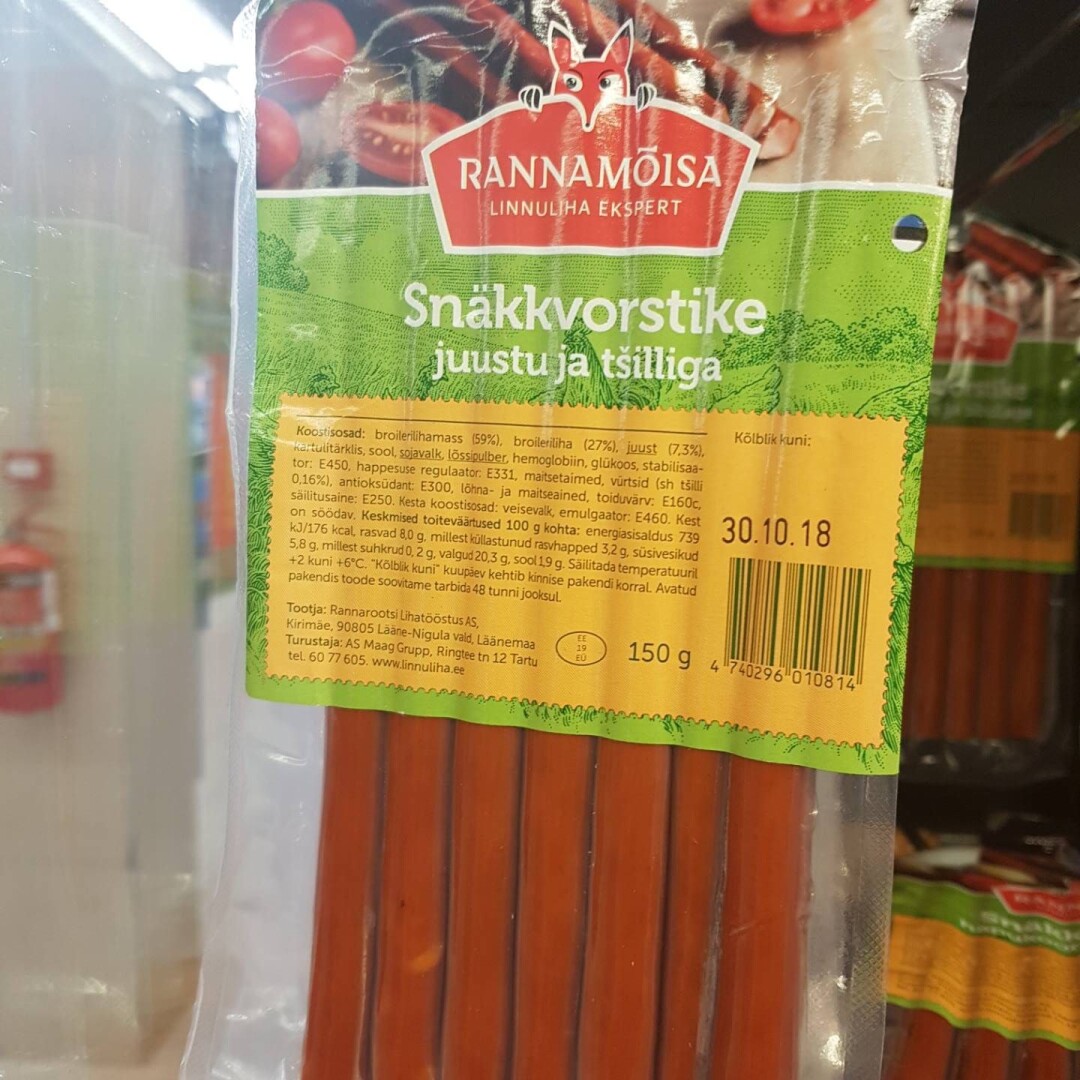 RANNAMÕISA
LINNULIHA EKSPERT
Snäkkvorstike
juustu ja tšilliga
Koostisosad: broilerilihamass (59%), broileriliha (27%), juust (7,3%),
kartulitärklis, sool, sojavalk, lõssipulber, hemoglobiin, glükoos, stabilisaa-
tor: E450, happesuse regulaator: E331, maitsetaimed, vürtsid (sh tšilli
0,16%), antioksüdant: E300, lõhna- ja maitseained, toiduvärv: E160c,
säilitusaine: E250. Kesta koostisosad: veisevalk, emulgaator: E460. Kest
on söödav. Keskmised toiteväärtused 100 g kohta: energiasisaldus 739
kJ/176 kcal, rasvad 8,0 g, millest küllastunud rasvhapped 3,2 g, süsivesikud
5,8 g, millest suhkrud 0, 2 g, valgud 20,3 g, sool 1,9 g. Säilitada temperatuuril
+2 kuni +6°C. "Kõlblik kuni" kuupäev kehtib kinnise pakendi korral. Avatud
pakendis toode soovitame tarbida 48 tunni jooksul.
Kõlblik kuni:
30.10.18
Tootja: Rannarootsi Lihatööstus AS,
Kirimäe, 90805 Lääne-Nigula vald, Läänemaa
Turustaja: AS Maag Grupp, Ringtee tn 12 Tartu
tel. 60 77 605. www.linnuliha.ee
EE
19
EÜ
150 g
4 740296 010814